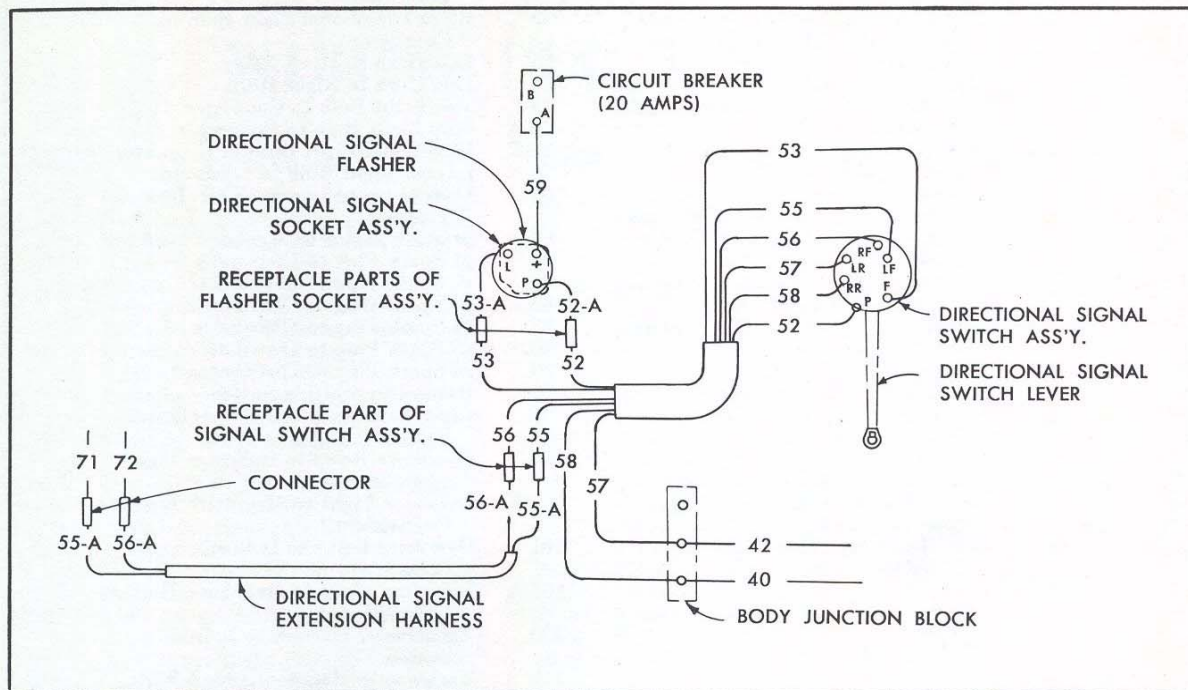 B
A
CIRCUIT BREAKER
(20 AMPS)
DIRECTIONAL SIGNAL
FLASHER
59
53
DIRECTIONAL SIGNAL
SOCKET ASS'Y.
L
+
P
55
56
57
58
52
RF
LF
LR
RR
F
P
RECEPTACLE PARTS OF
FLASHER SOCKET ASS'Y.
53-A
52-A
53
52
DIRECTIONAL SIGNAL
SWITCH ASS'Y.
DIRECTIONAL SIGNAL
SWITCH LEVER
RECEPTACLE PART OF
SIGNAL SWITCH ASS'Y.
56
55
58
57
56-A
55-A
71
72
CONNECTOR
55-A
56-A
42
40
DIRECTIONAL SIGNAL
EXTENSION HARNESS
BODY JUNCTION BLOCK